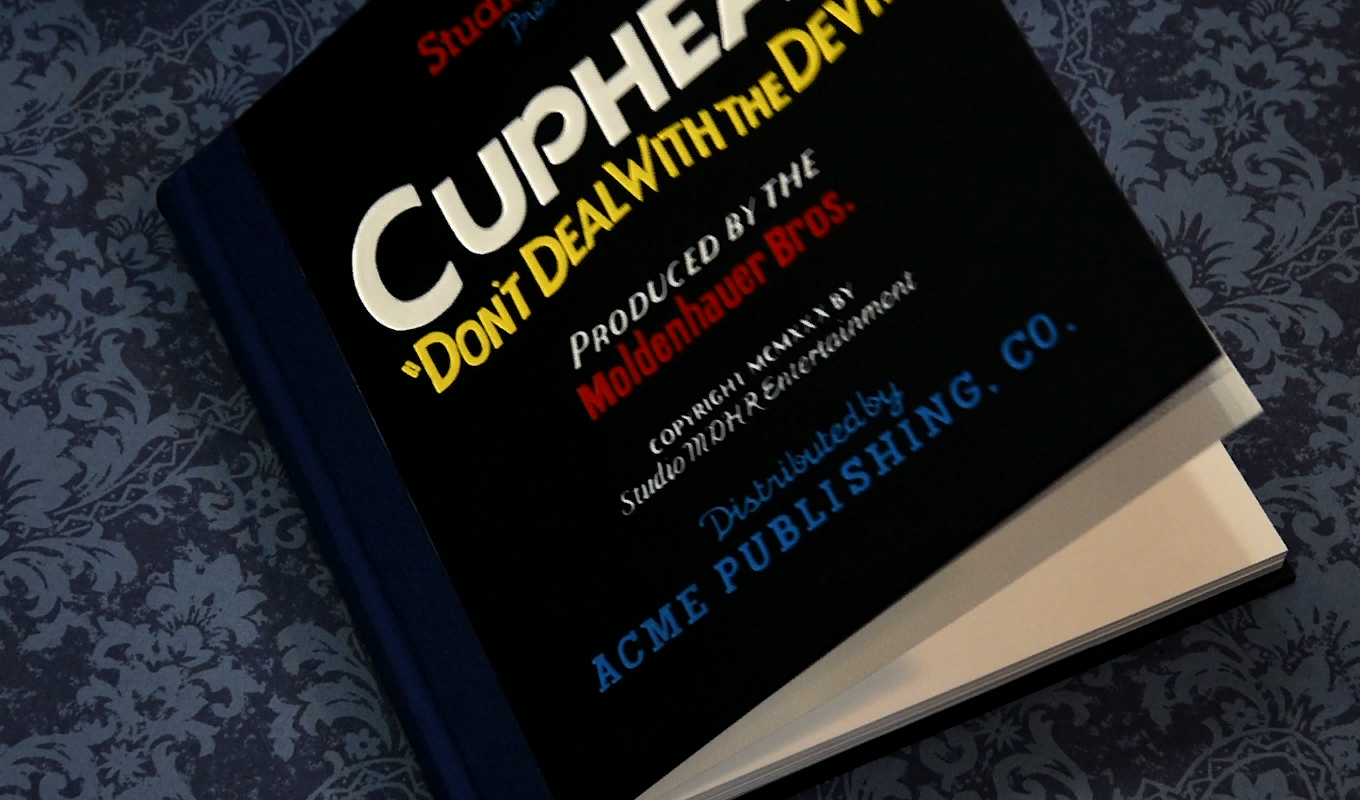 CUPHEA
"DON'T DEAL WITH THE DEVI
PRODUCED BY THE
Moldenhauer Bros.
COPYRIGHT MCMXXX BY
Studio MDHR Entertainment
Distributed by
ACME PUBLISHING. CO.